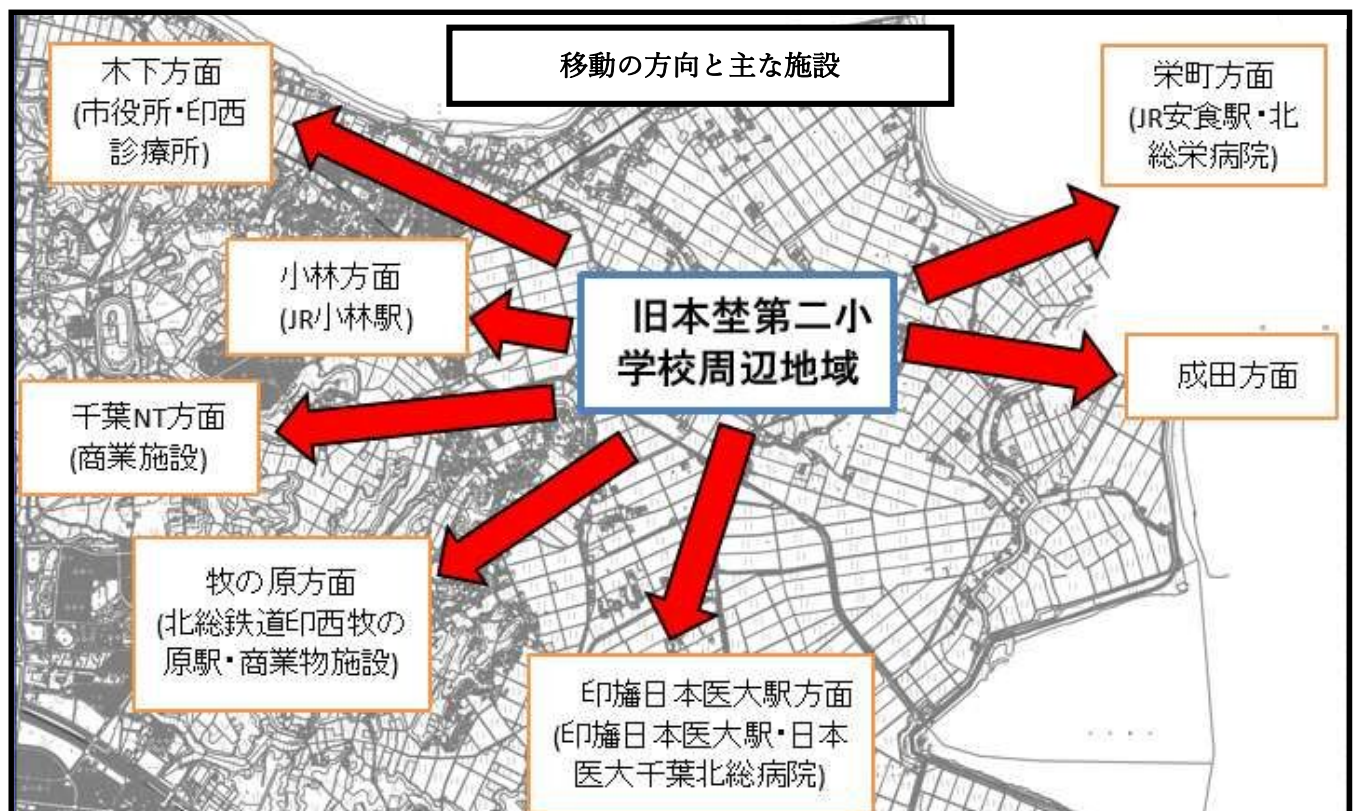 移動の方向と主な施設
木下方面
(市役所・印西
診療所)
栄町方面
(JR安食駅・北
総栄病院)
小林方面
(JR小林駅)
旧本埜第二小
学校周辺地域
成田方面
千葉NT方面
(商業施設)
牧の原方面
(北総鉄道印西牧の
原駅・商業物施設)
印旛日本医大駅方面
(印旛日本医大駅・日本
医大千葉北総病院)